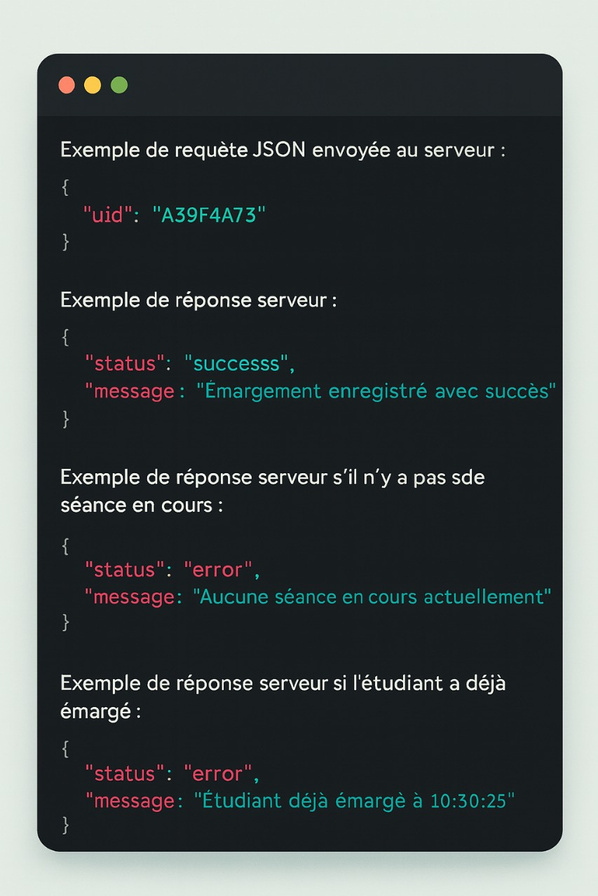 Exemple de requète JSON envoyée au serveur :
{
"uid": "A39F4A73"
}
Exemple de réponse serveur :
{
"status": "successs",
"message : "Émargement enregistré avec succès"
}
Exemple de réponse serveur s'il n'y a pas sde
séance en cours :
{
"status": "error",
"message: "Aucune séance en cours actuellement"
}
Exemple de réponse serveur si l'étudiant a déjà
émargé :
{
"status": "error",
"message: "Étudiant déjà émargè à 10:30:25"
}